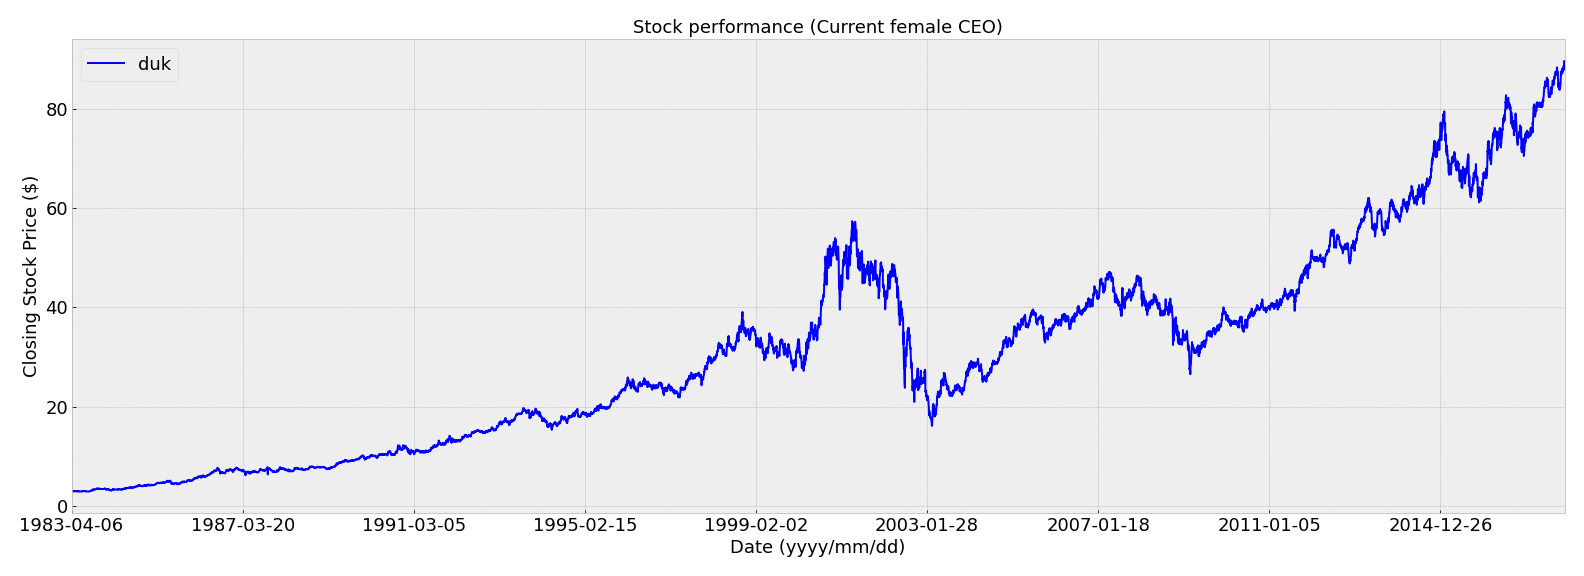 Stock performance (Current female CEO)
duk
Closing Stock Price ($)
80
60
40
20
0
1983-04-06 1987-03-20 1991-03-05 1995-02-15 1999-02-02 2003-01-28 2007-01-18 2011-01-05 2014-12-26
Date (yyyy/mm/dd)